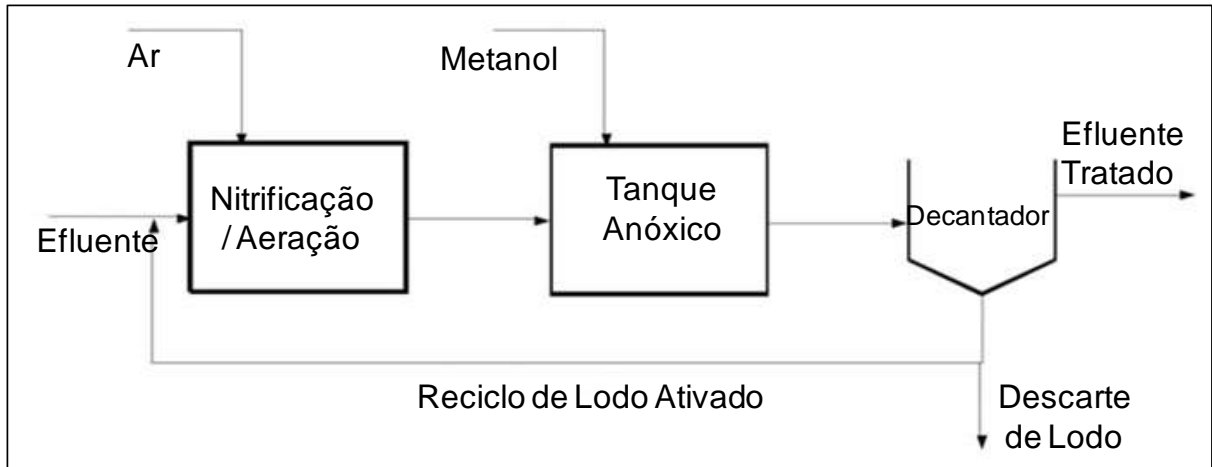 Ar
Metanol
Efluente
Tratado
Nitrificação
/ Aeração
Tanque
Anóxico
Decantador
Efluente
Reciclo de Lodo Ativado
Descarte
de Lodo